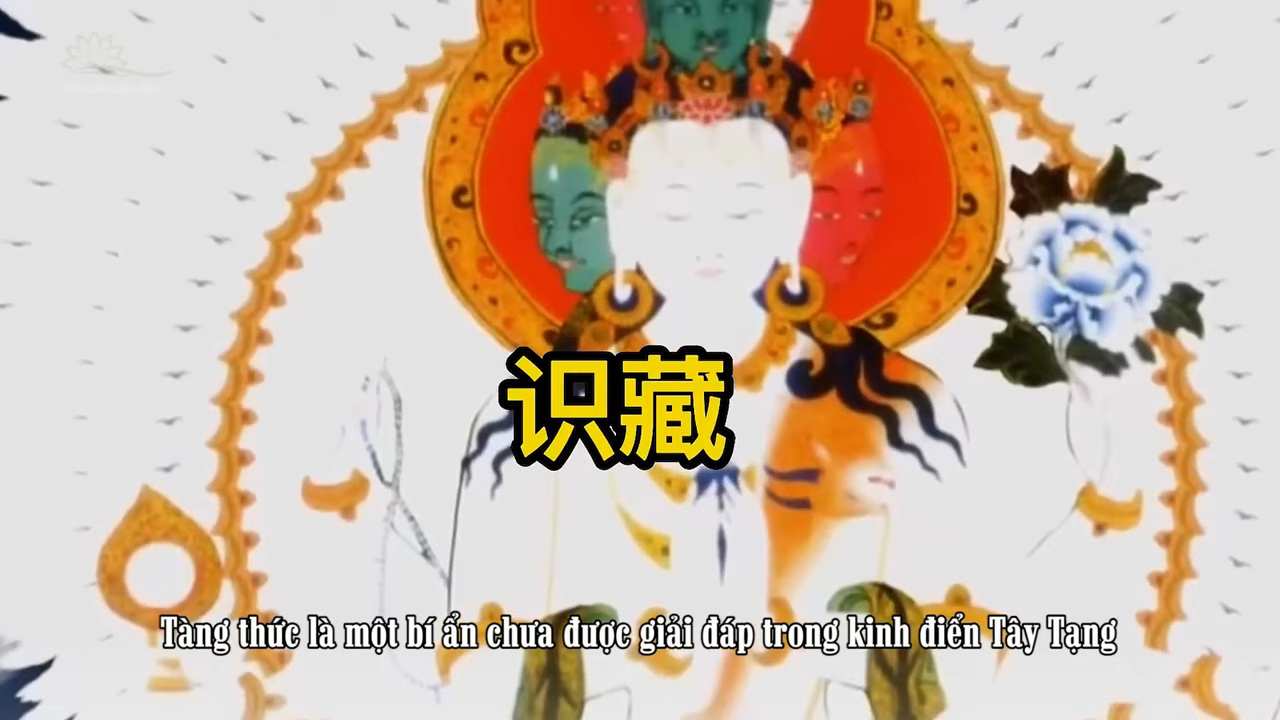 识藏
Tàng thức là một bí ẩn chưa được giải đáp trong kinh điển Tây Tạng